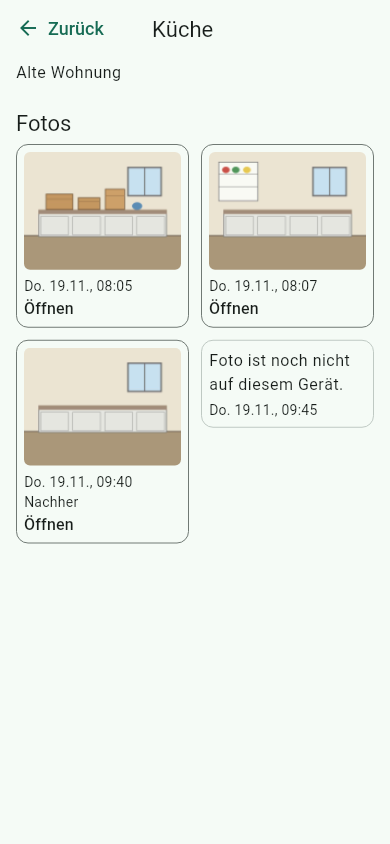 Zurück
Küche
Alte Wohnung
Fotos
Do. 19.11., 08:05
Öffnen
Do. 19.11., 08:07
Öffnen
Do. 19.11., 09:40
Nachher
Öffnen
Foto ist noch nicht
auf diesem Gerät.
Do. 19.11., 09:45